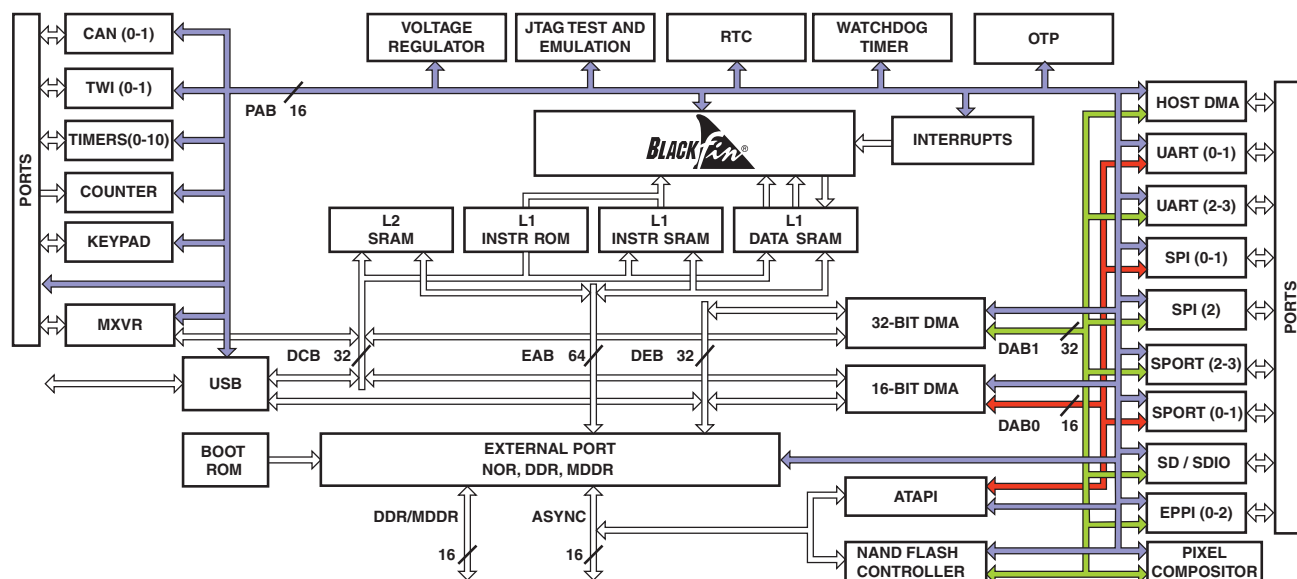 VOLTAGE
REGULATOR
JTAG TEST AND
EMULATION
RTC
WATCHDOG
TIMER
OTP
PORTS
CAN (0-1)
TWI (0-1)
TIMERS(0-10)
COUNTER
KEYPAD
MXVR
USB
PAB 16
BLACKfin®
INTERRUPTS
L2
SRAM
L1
INSTR ROM
L1
INSTR SRAM
L1
DATA SRAM
DCB 32
EAB 64
DEB 32
32-BIT DMA
16-BIT DMA
DAB1 32
DAB0 16
BOOT
ROM
EXTERNAL PORT
NOR, DDR, MDDR
DDR/MDDR
16
ASYNC
16
ATAPI
NAND FLASH
CONTROLLER
HOST DMA
UART (0-1)
UART (2-3)
SPI (0-1)
SPI (2)
SPORT (2-3)
SPORT (0-1)
SD / SDIO
EPPI (0-2)
PIXEL
COMPOSITOR
PORTS